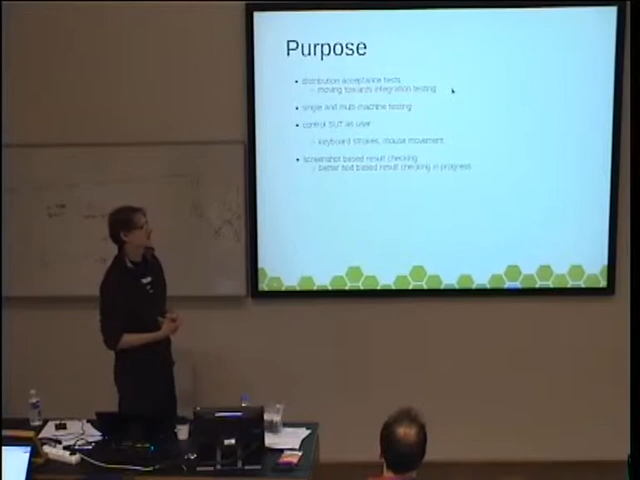 Purpose
distribution acceptance tests
moving towards integration testing
single and multi-machine testing
control SUT as user
keyboard strokes, mouse movement
screenshot based result checking
better text based result checking in progress